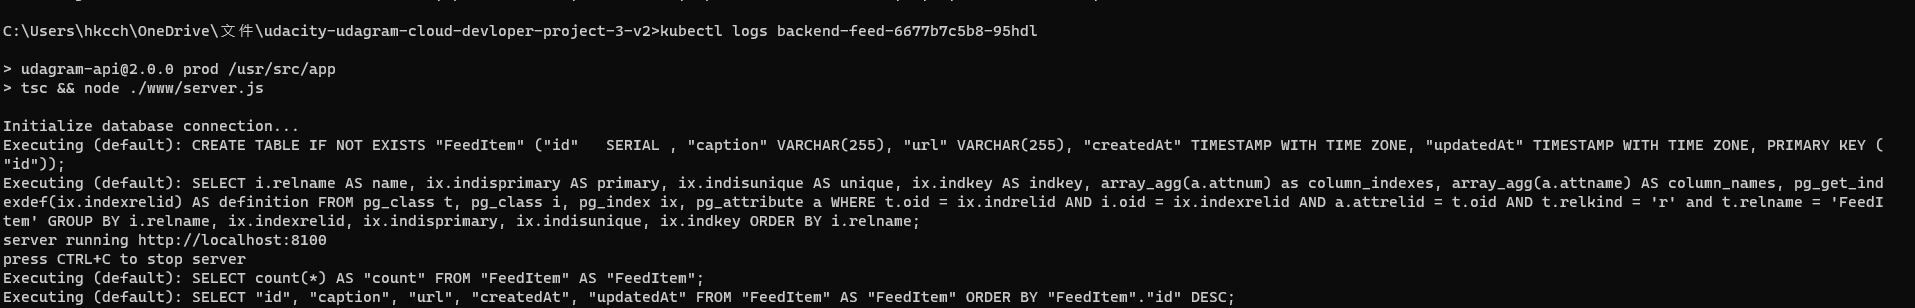 C:\Users\hkcch\OneDrive\文件\udacity-udagram-cloud-devloper-project-3-v2>kubectl logs backend-feed-6677b7c5b8-95hdl
> udagram-api@2.0.0 prod /usr/src/app
> tsc && node ./www/server.js
Initialize database connection...
Executing (default): CREATE TABLE IF NOT EXISTS "FeedItem" ("id"   SERIAL , "caption" VARCHAR(255), "url" VARCHAR(255), "createdAt" TIMESTAMP WITH TIME ZONE, "updatedAt" TIMESTAMP WITH TIME ZONE, PRIMARY KEY (
"id"));
Executing (default): SELECT i.relname AS name, ix.indisprimary AS primary, ix.indisunique AS unique, ix.indkey AS indkey, array_agg(a.attnum) as column_indexes, array_agg(a.attname) AS column_names, pg_get_ind
exdef(ix.indexrelid) AS definition FROM pg_class t, pg_class i, pg_index ix, pg_attribute a WHERE t.oid = ix.indrelid AND i.oid = ix.indexrelid AND a.attrelid = t.oid AND t.relkind = 'r' and t.relname = 'FeedI
tem' GROUP BY i.relname, ix.indexrelid, ix.indisprimary, ix.indisunique, ix.indkey ORDER BY i.relname;
server running http://localhost:8100
press CTRL+C to stop server
Executing (default): SELECT count(*) AS "count" FROM "FeedItem" AS "FeedItem";
Executing (default): SELECT "id", "caption", "url", "createdAt", "updatedAt" FROM "FeedItem" AS "FeedItem" ORDER BY "FeedItem"."id" DESC;